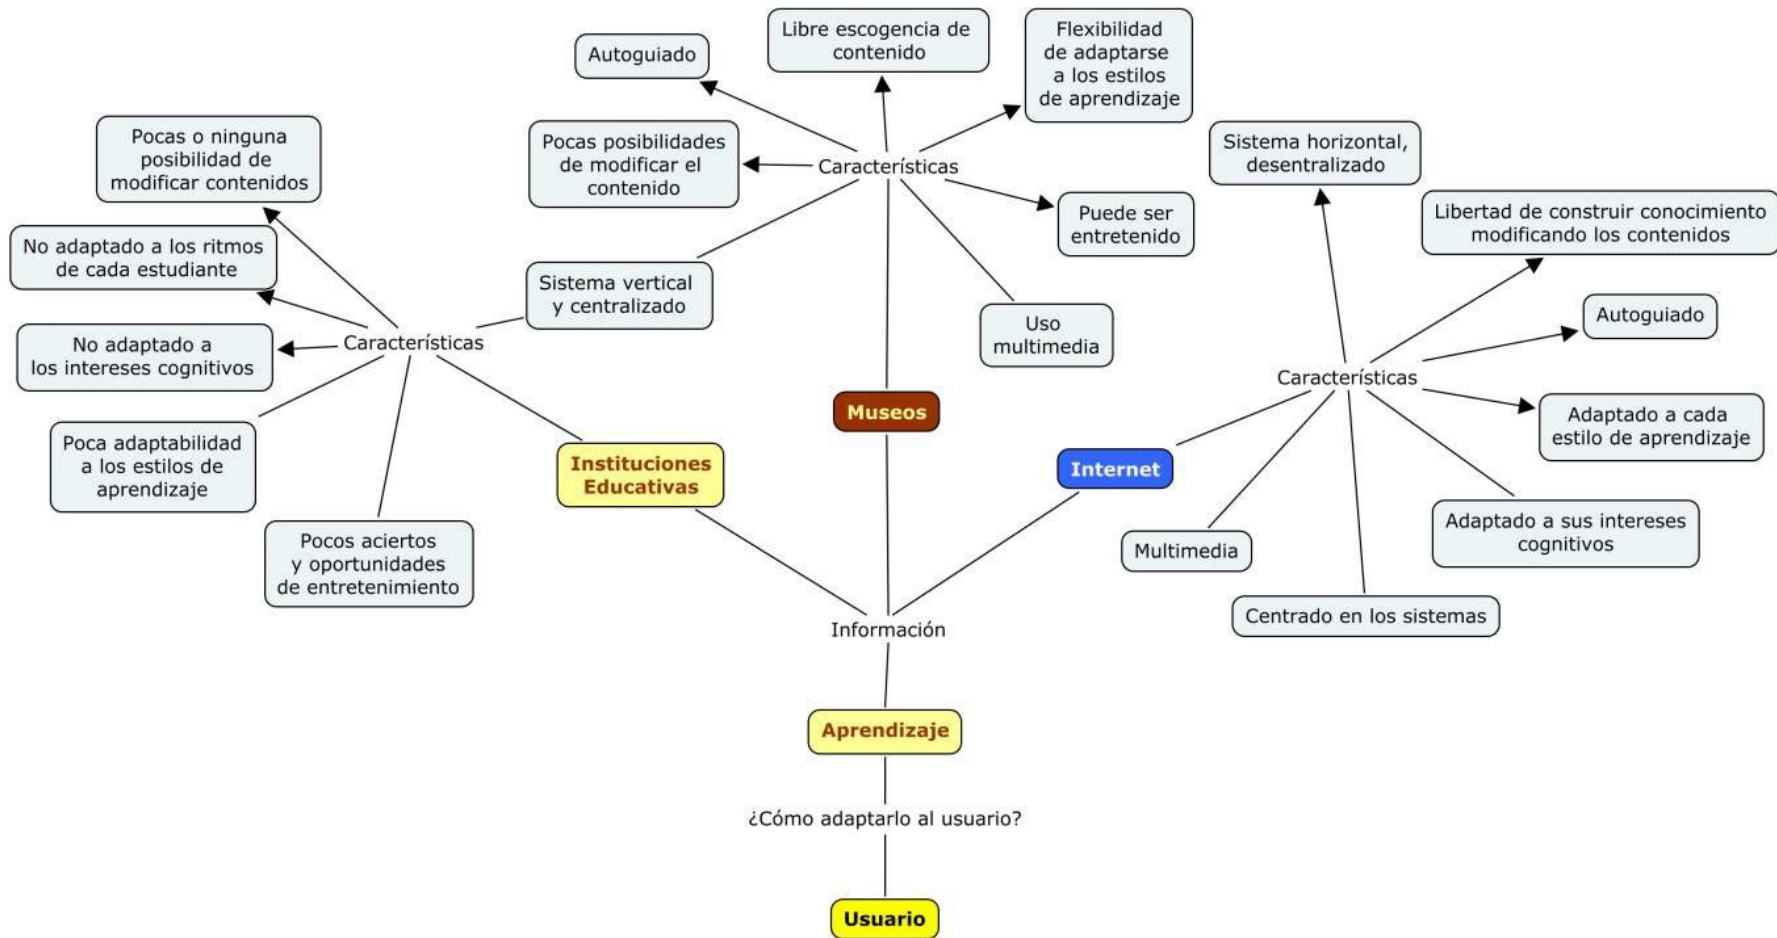 Autoguiado
Libre escogencia de
contenido
Flexibilidad
de adaptarse
a los estilos
de aprendizaje
Pocas o ninguna
posibilidad de
modificar contenidos
Pocas posibilidades
de modificar el
contenido
Características
Sistema horizontal,
desentralizado
Puede ser
entretenido
Libertad de construir conocimiento
modificando los contenidos
No adaptado a los ritmos
de cada estudiante
Sistema vertical
y centralizado
Uso
multimedia
Autoguiado
No adaptado a
los intereses cognitivos
Características
Características
Museos
Adaptado a cada
estilo de aprendizaje
Poca adaptabilidad
a los estilos de
aprendizaje
Instituciones
Educativas
Internet
Adaptado a sus intereses
cognitivos
Pocos aciertos
y oportunidades
de entretenimiento
Multimedia
Centrado en los sistemas
Información
Aprendizaje
¿Cómo adaptarlo al usuario?
Usuario